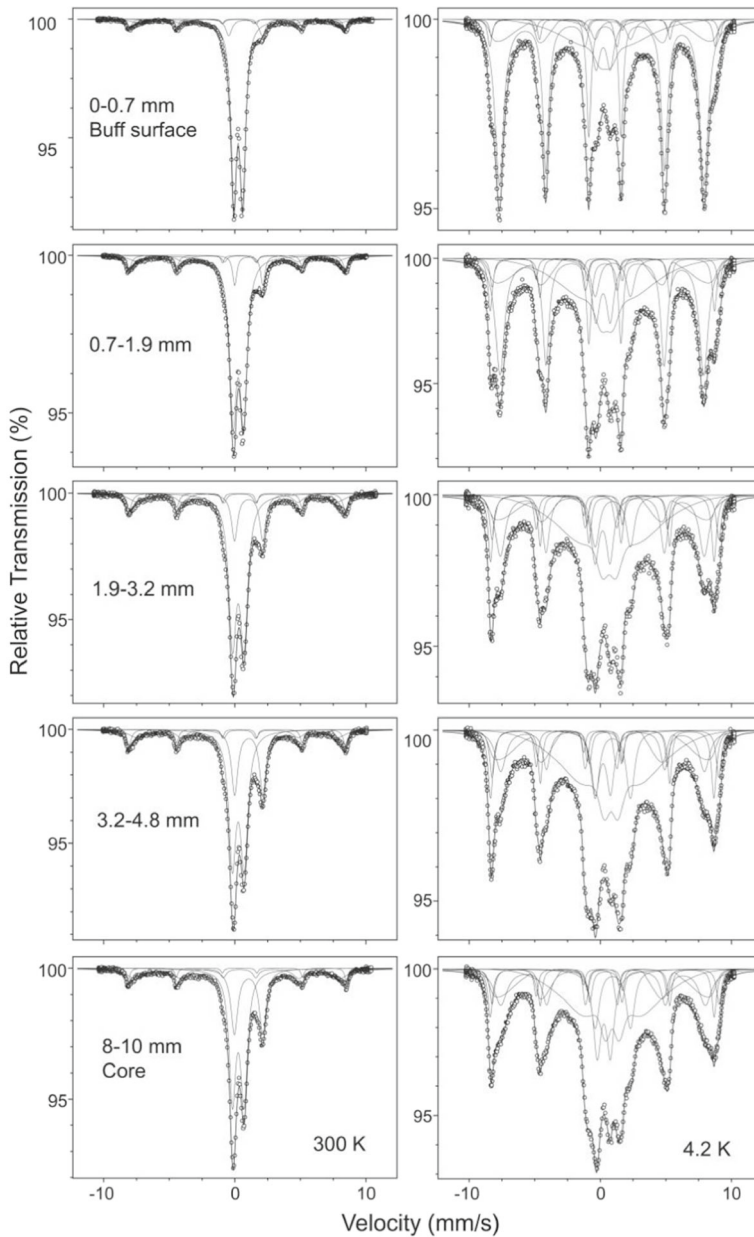 100
95
0-0.7 mm
Buff surface
100
95
100
95
0.7-1.9 mm
100
95
100
95
1.9-3.2 mm
100
95
100
95
3.2-4.8 mm
100
95
100
95
8-10 mm
Core
300 K
100
95
4.2 K
-10 0 10
-10 0 10
Relative Transmission (%)
Velocity (mm/s)